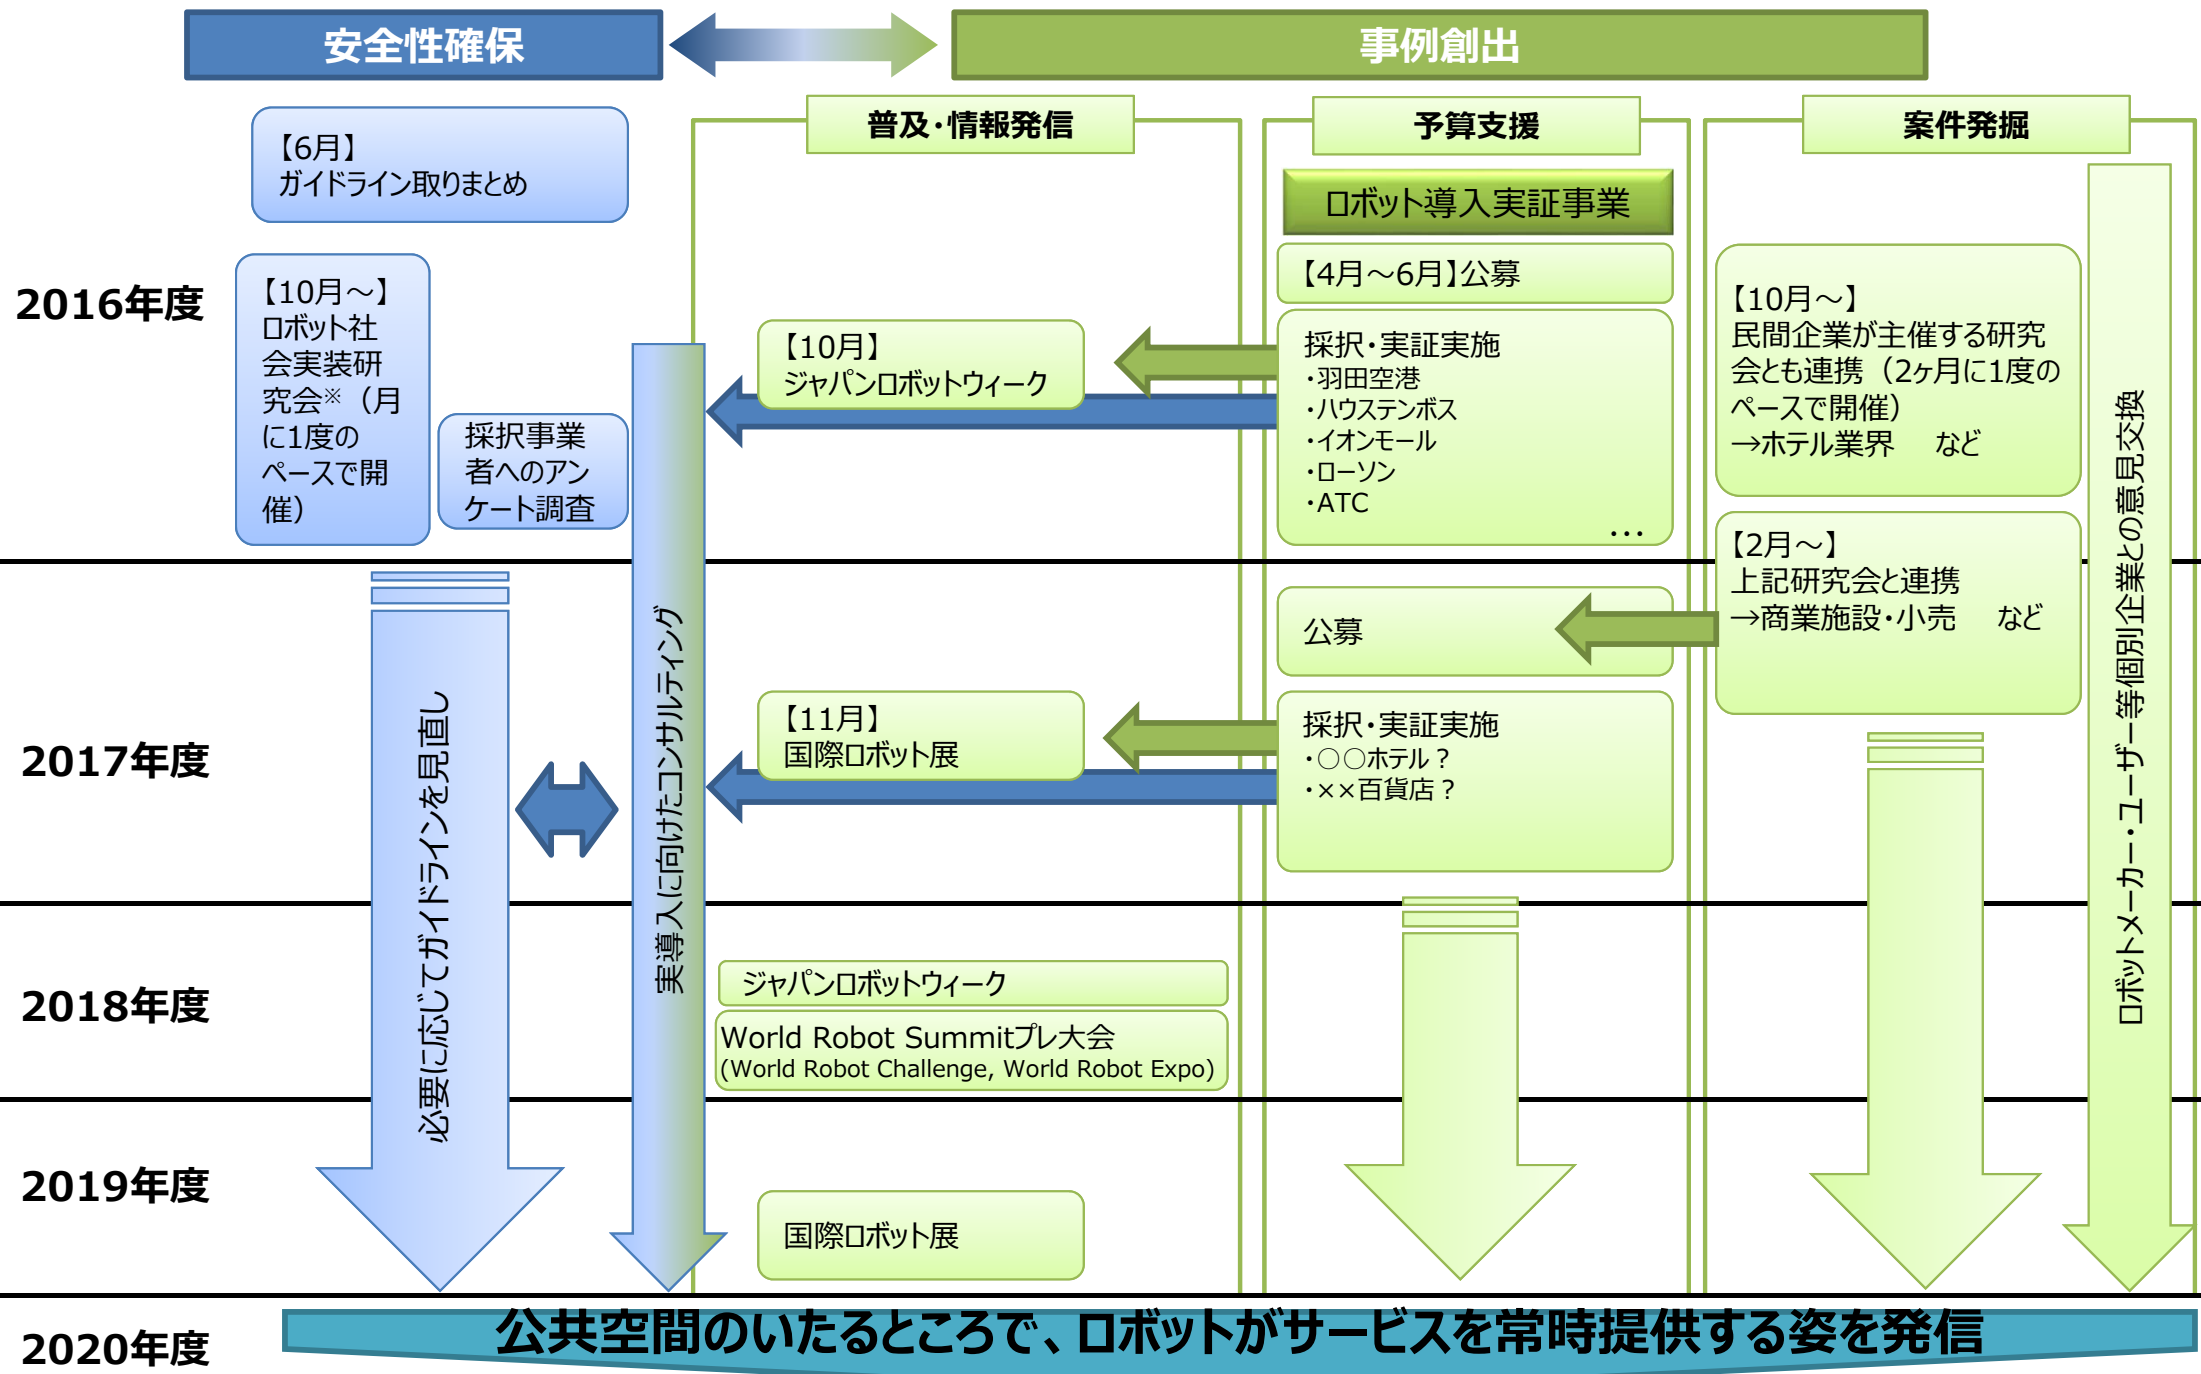 安全性確保
事例創出
普及・情報発信
予算支援
案件発掘
2016年度
【6月】
ガイドライン取りまとめ
【10月～】
ロボット社
会実装研
究会※（月
に1度の
ペースで開
催）
採択事業
者へのアン
ケート調査
実導入に向けたコンサルティング
【10月】
ジャパンロボットウィーク
ロボット導入実証事業
【4月～6月】公募
採択・実証実施
・羽田空港
・ハウステンボス
・イオンモール
・ローソン
・ATC
…
【10月～】
民間企業が主催する研究
会とも連携（2ヶ月に1度の
ペースで開催）
→ホテル業界　など
【2月～】
上記研究会と連携
→商業施設・小売　など
ロボットメーカー・ユーザー等個別企業との意見交換
2017年度
必要に応じてガイドラインを見直し
【11月】
国際ロボット展
公募
採択・実証実施
・○○ホテル？
・××百貨店？
2018年度
ジャパンロボットウィーク
World Robot Summitプレ大会
(World Robot Challenge, World Robot Expo)
2019年度
国際ロボット展
2020年度
公共空間のいたるところで、ロボットがサービスを常時提供する姿を発信